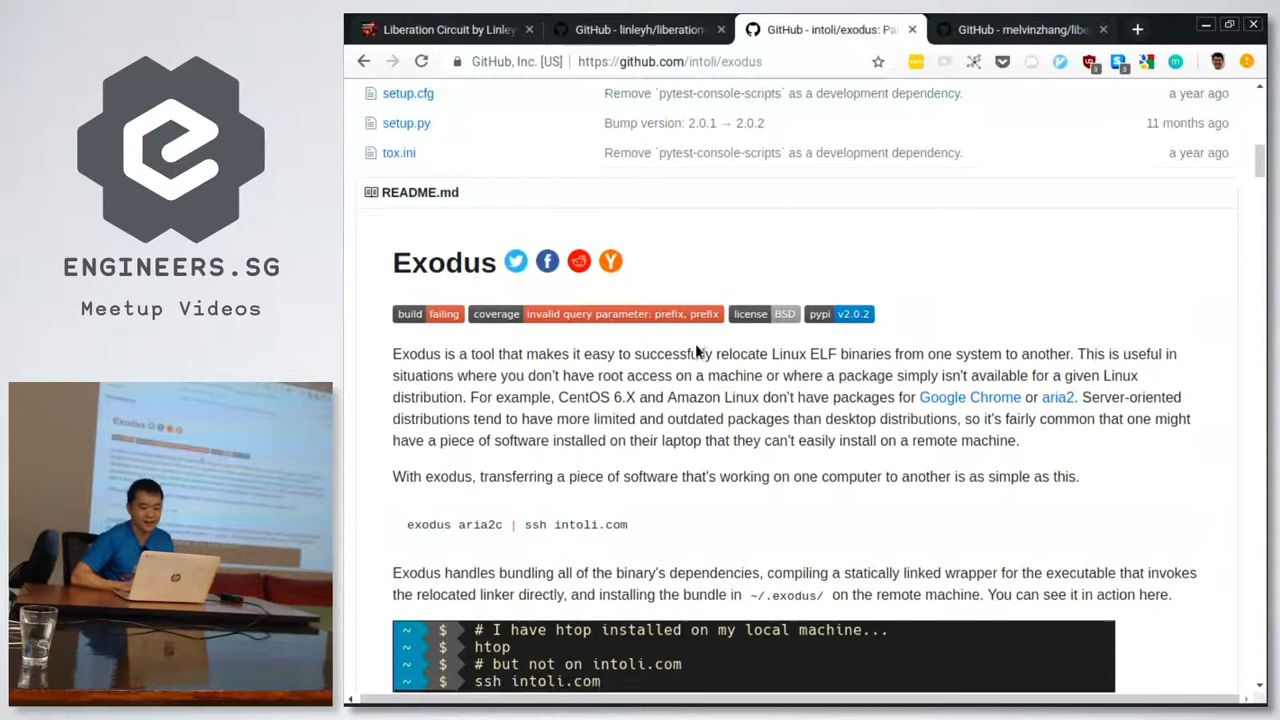 ENGINEERS.SG
Meetup Videos
Liberation Circuit by Linley
GitHub - linleyh/liberation-
GitHub - intoli/exodus: Pai
GitHub - melvinzhang/libe
GitHub, Inc. [US] | https://github.com/intoli/exodus
3
3
setup.cfg Remove `pytest-console-scripts` as a development dependency. a year ago
setup.py Bump version: 2.0.1 → 2.0.2 11 months ago
tox.ini Remove `pytest-console-scripts` as a development dependency. a year ago
README.md
Exodus
build failing coverage invalid query parameter: prefix, prefix license BSD pypi v2.0.2
Exodus is a tool that makes it easy to successfully relocate Linux ELF binaries from one system to another. This is useful in
situations where you don't have root access on a machine or where a package simply isn't available for a given Linux
distribution. For example, CentOS 6.X and Amazon Linux don't have packages for Google Chrome or aria2. Server-oriented
distributions tend to have more limited and outdated packages than desktop distributions, so it's fairly common that one might
have a piece of software installed on their laptop that they can't easily install on a remote machine.
With exodus, transferring a piece of software that's working on one computer to another is as simple as this.
exodus aria2c | ssh intoli.com
Exodus handles bundling all of the binary's dependencies, compiling a statically linked wrapper for the executable that invokes
the relocated linker directly, and installing the bundle in ~/.exodus/ on the remote machine. You can see it in action here.
~ $ # I have htop installed on my local machine...
~ $ htop
~ $ # but not on intoli.com
~ $ ssh intoli.com
Exodus
hp